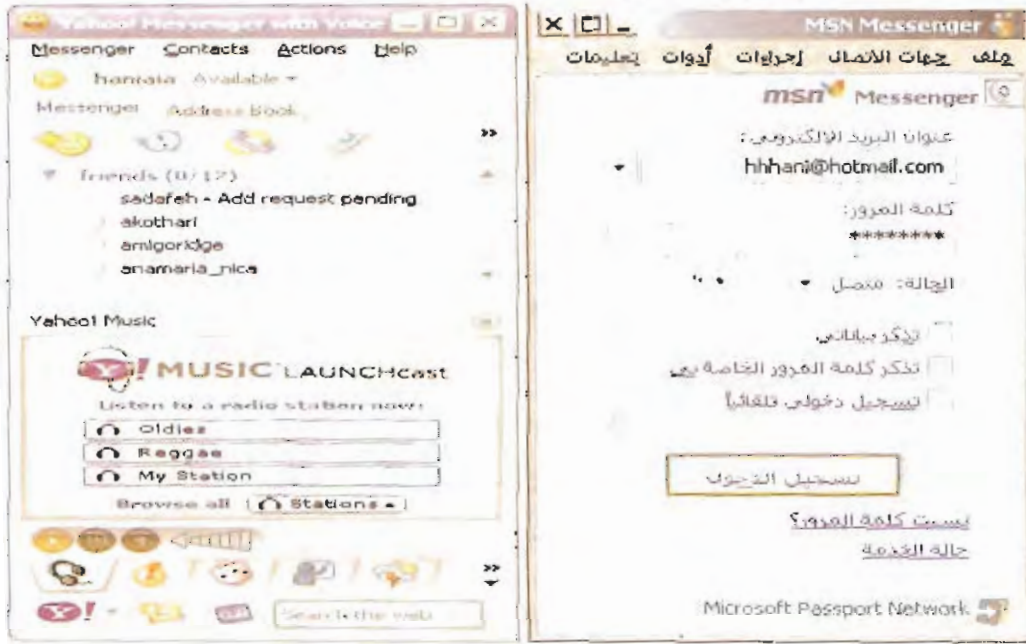 Yahoo! Messenger with Voice
Messenger Contacts Actions Help
Available
Messenger Address Book
friends (0/12)
sadafeh - Add request pending
akothari
amigoridge
anamaria_nica
Yahoo! Music
Y! MUSIC LAUNCHcast
Listen to a radio station now:
Oldies
Reggae
My Station
Browse all Stations
Y! Search the web
MSN Messenger
ملف جهات الاتصال إجراءات أدوات تعليمات
msn Messenger
عنوان البريد الالكتروني:
hhhani@hotmail.com
كلمة المرور:
********
الحالة: متصل
تذكر بياناتي
تذكر كلمة المرور الخاصة بي
تسجيل دخولي تلقائياً
تسجيل الدخول
نسيت كلمة المرور؟
حالة الخدمة
Microsoft Passport Network